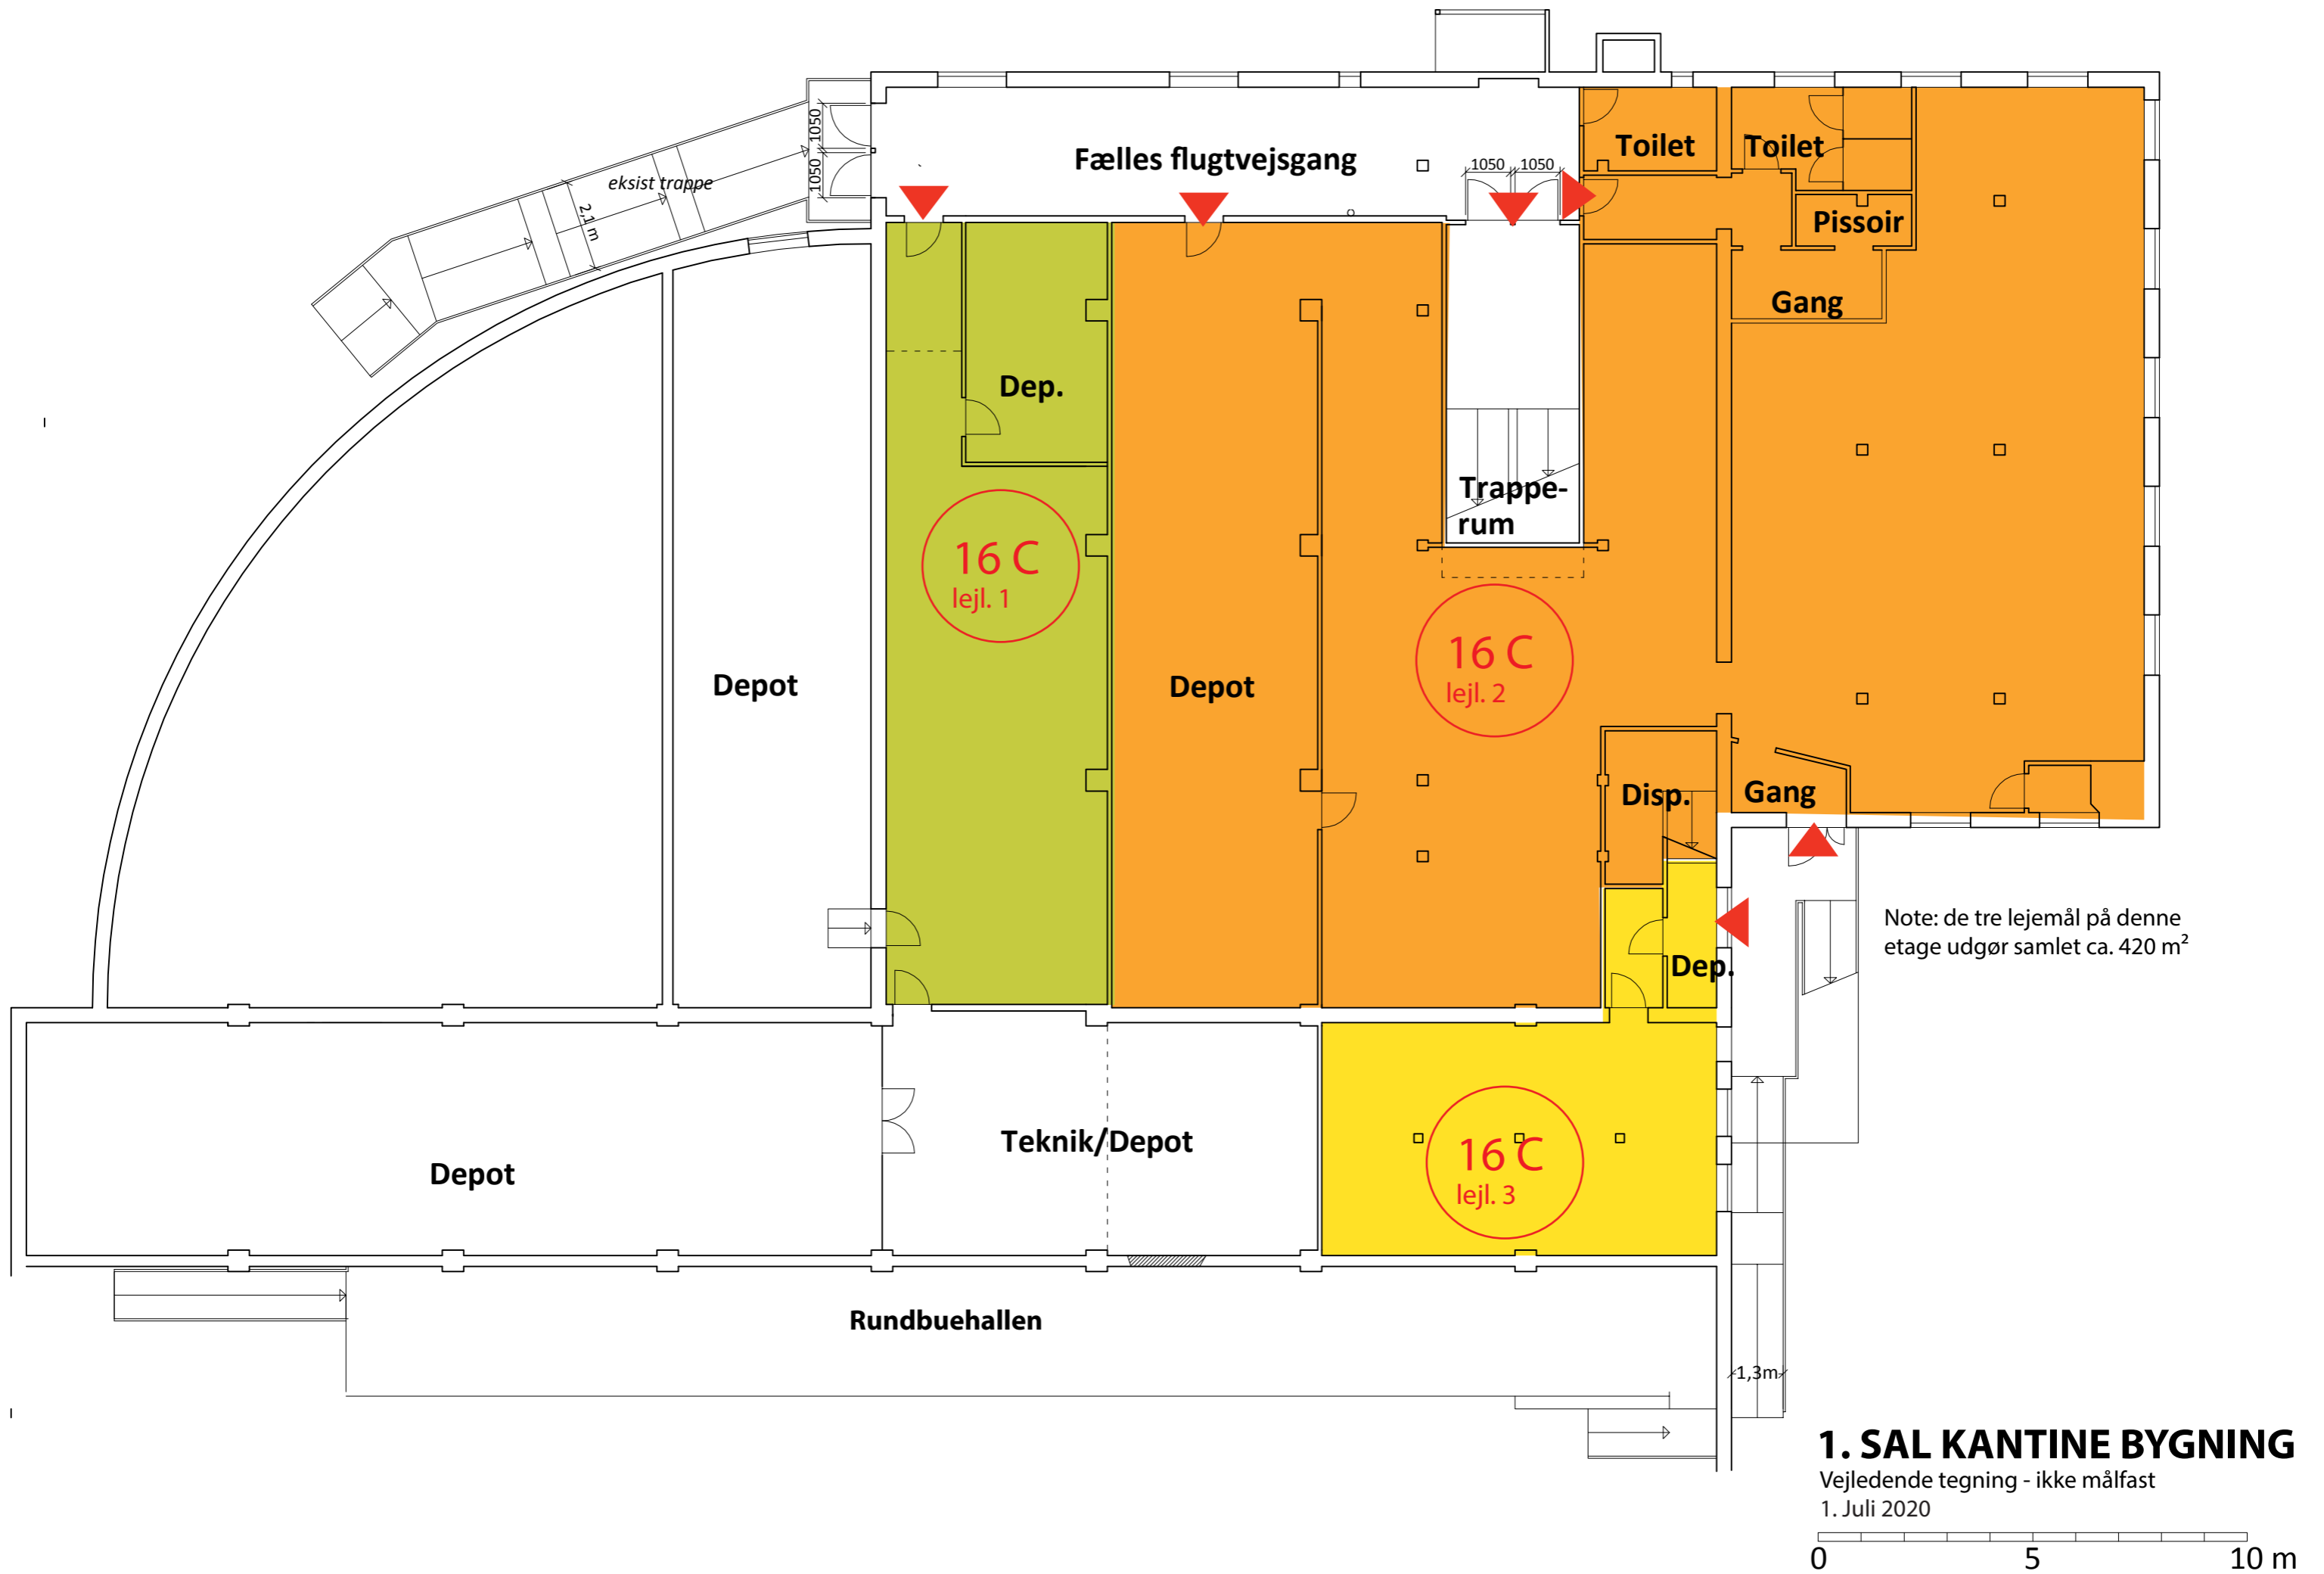 1050
1050
eksist trappe
2,1 m
Fælles flugtvejsgang
1050
1050
Toilet
Toilet
Pissoir
Gang
Dep.
Trappe-
rum
16 C
lejl. 1
16 C
lejl. 2
Depot
Depot
Disp.
Gang
Note: de tre lejemål på denne
etage udgør samlet ca. 420 m²
Dep.
Teknik/Depot
Depot
16 C
lejl. 3
Rundbuehallen
1,3m
1. SAL KANTINE BYGNING
Vejledende tegning - ikke målfast
1. Juli 2020
0 5 10 m